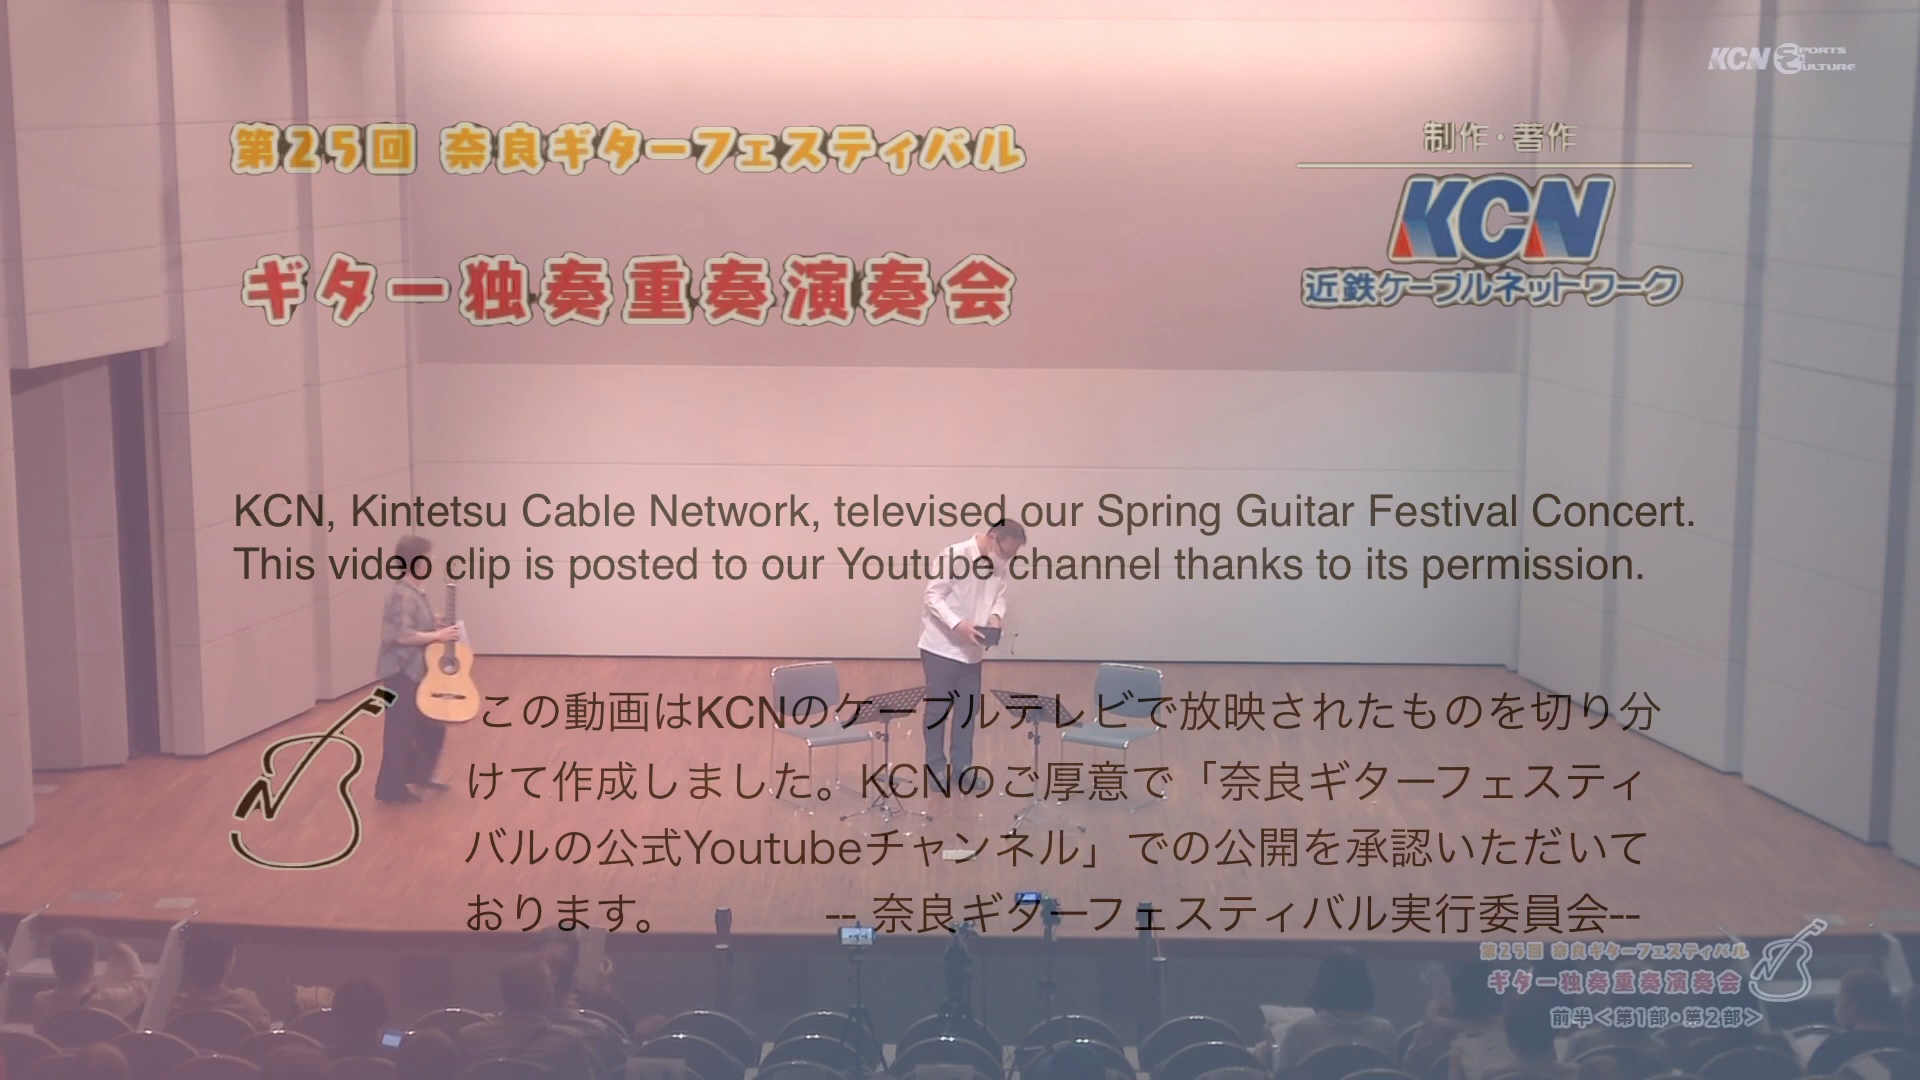 KCN SPORTS CULTURE
第25回 奈良ギターフェスティバル
制作・著作
KCN
ギター独奏重奏演奏会
近鉄ケーブルネットワーク
KCN, Kintetsu Cable Network, televised our Spring Guitar Festival Concert.
This video clip is posted to our Youtube channel thanks to its permission.
この動画はKCNのケーブルテレビで放映されたものを切り分
けて作成しました。KCNのご厚意で「奈良ギターフェスティ
バルの公式Youtubeチャンネル」での公開を承認いただいて
おります。 -- 奈良ギターフェスティバル実行委員会--
第25回 奈良ギターフェスティバル
ギター独奏重奏演奏会
前半＜第1部・第2部＞